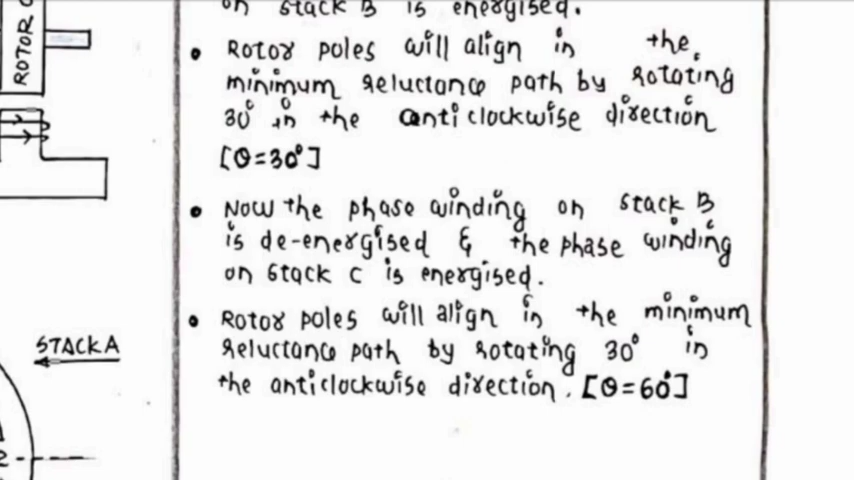 ROTOR
on stack B is energised.
• Rotor poles will align in the
minimum reluctance path by rotating
30° in the anticlockwise direction
[θ=30°]
• Now the phase winding on stack B
is de-energised & the phase winding
on stack C is energised.
• Rotor poles will align in the minimum
reluctance path by rotating 30° in
the anticlockwise direction. [θ=60°]
STACK A